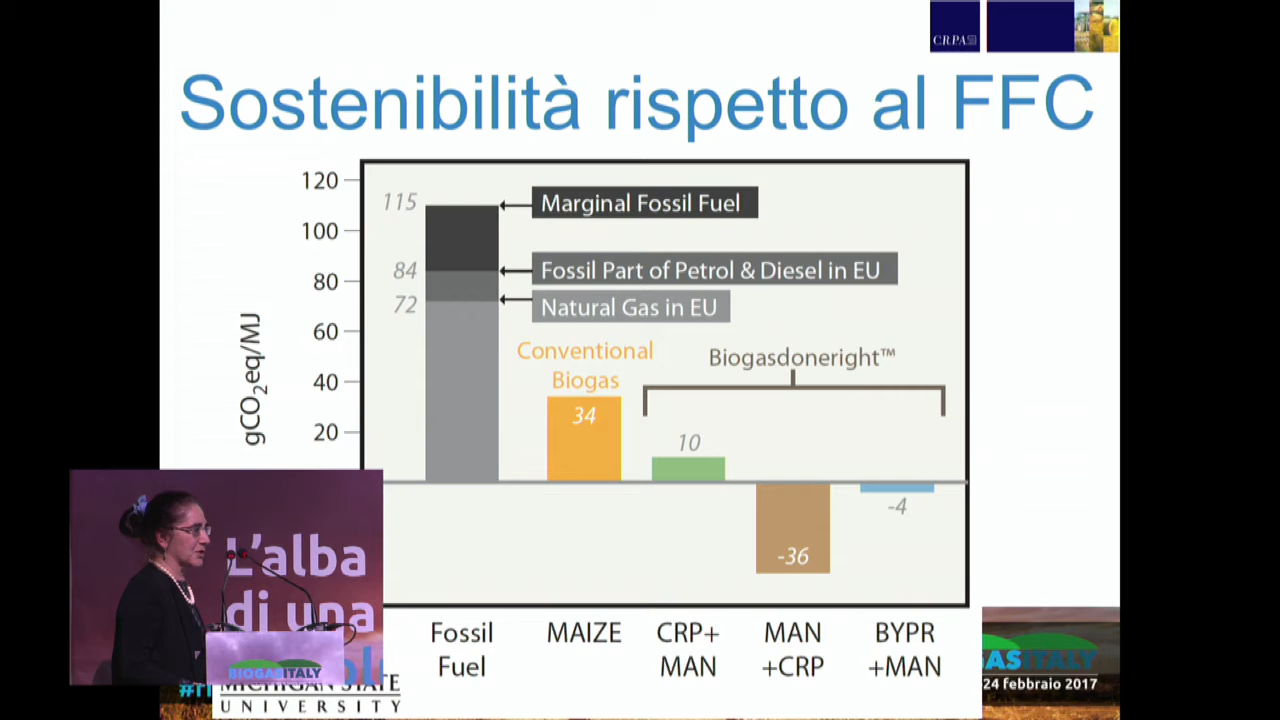 CRPA
Sostenibilità rispetto al FFC
120
115
Marginal Fossil Fuel
100
84
Fossil Part of Petrol & Diesel in EU
80
72
Natural Gas in EU
60
gCO₂eq/MJ
Conventional
Biogas
Biogasdoneright™
40
34
20
10
-4
-36
Fossil
Fuel
MAIZE
CRP+
MAN
MAN
+CRP
BYPR
+MAN
L'alba
di una
BIOGASITALY
MICHIGAN STATE
UNIVERSITY
GASITALY
24 febbraio 2017